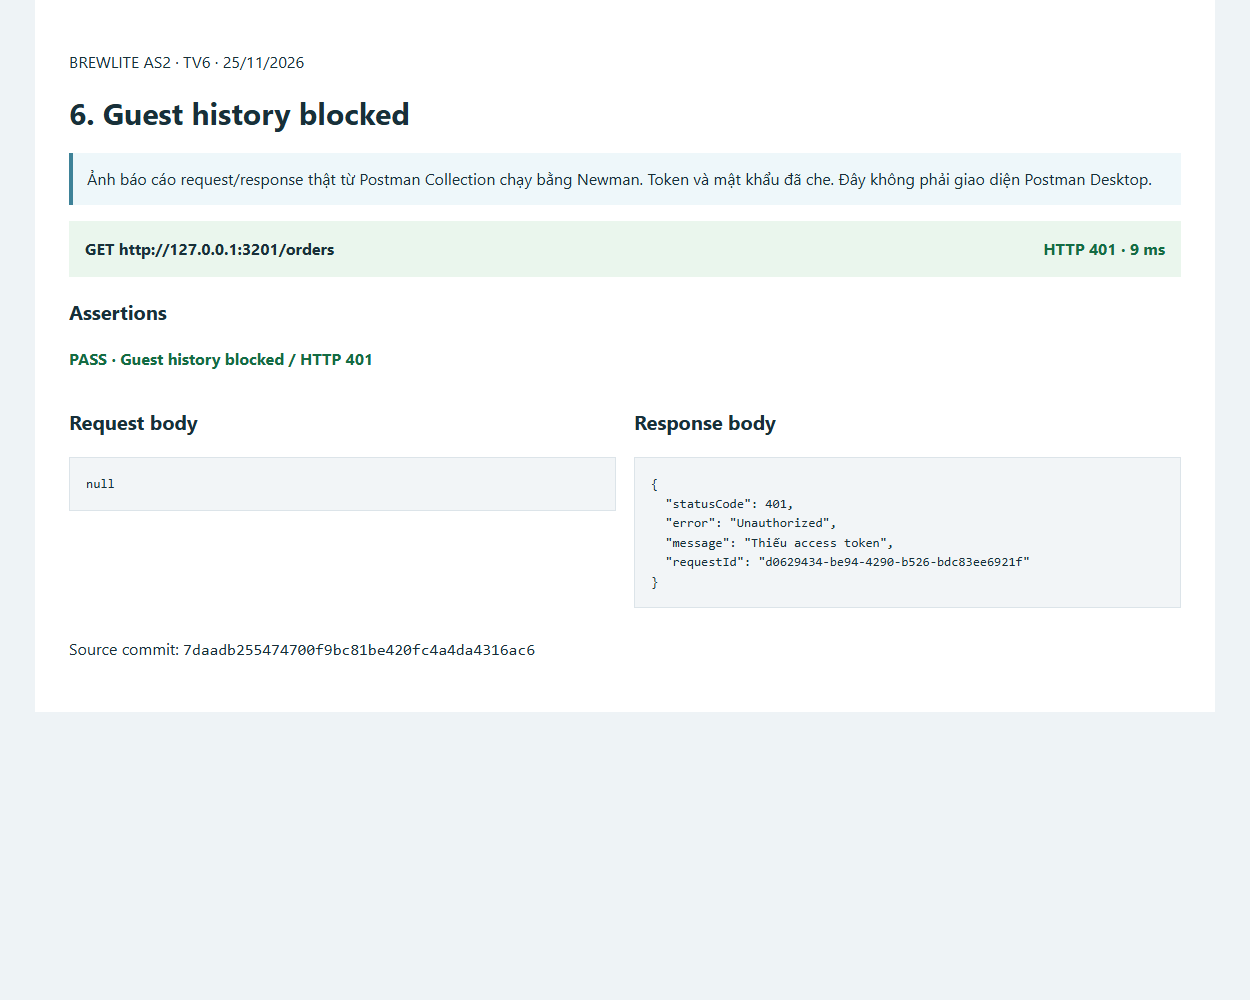 BREWLITE AS2 · TV6 · 25/11/2026
6. Guest history blocked
Ảnh báo cáo request/response thật từ Postman Collection chạy bằng Newman. Token và mật khẩu đã che. Đây không phải giao diện Postman Desktop.
GET http://127.0.0.1:3201/orders
HTTP 401 · 9 ms
Assertions
PASS · Guest history blocked / HTTP 401
Request body
null
Response body
{
  "statusCode": 401,
  "error": "Unauthorized",
  "message": "Thiếu access token",
  "requestId": "d0629434-be94-4290-b526-bdc83ee6921f"
}
Source commit: 7daadb255474700f9bc81be420fc4a4da4316ac6